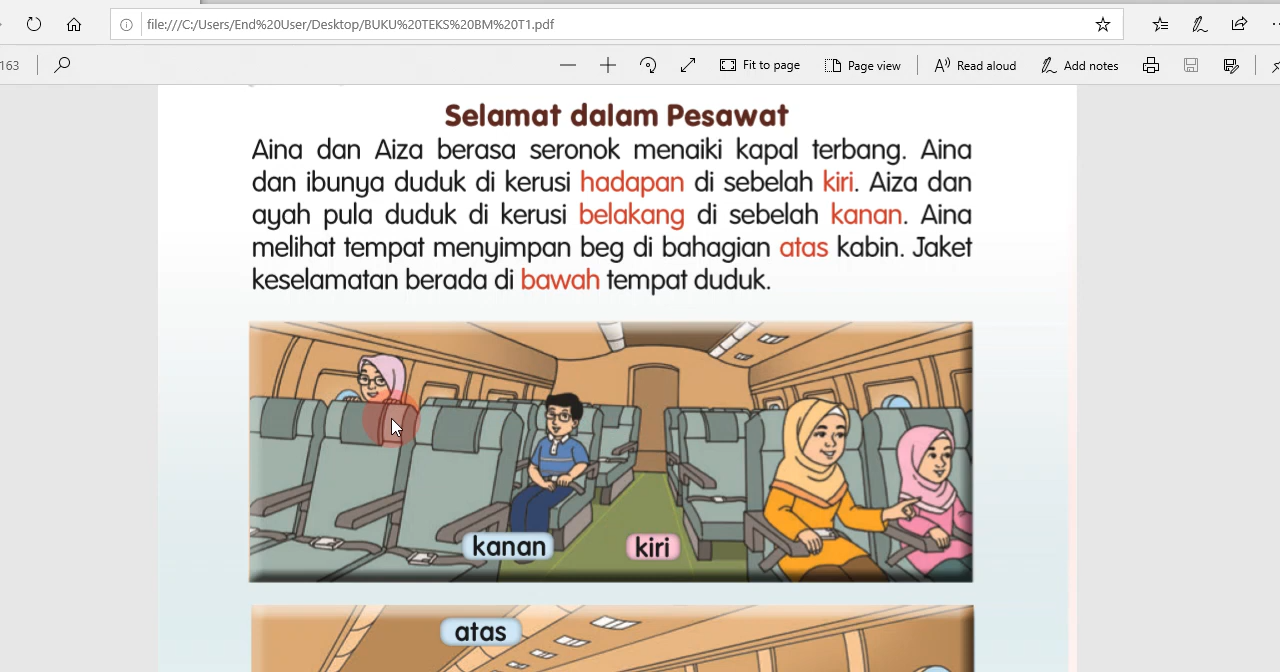 file:///C:/Users/End%20User/Desktop/BUKU%20TEKS%20BM%20T1.pdf
163
Fit to page
Page view
Read aloud
Add notes
Selamat dalam Pesawat
Aina dan Aiza berasa seronok menaiki kapal terbang. Aina
dan ibunya duduk di kerusi hadapan di sebelah kiri. Aiza dan
ayah pula duduk di kerusi belakang di sebelah kanan. Aina
melihat tempat menyimpan beg di bahagian atas kabin. Jaket
keselamatan berada di bawah tempat duduk.
kanan
kiri
atas